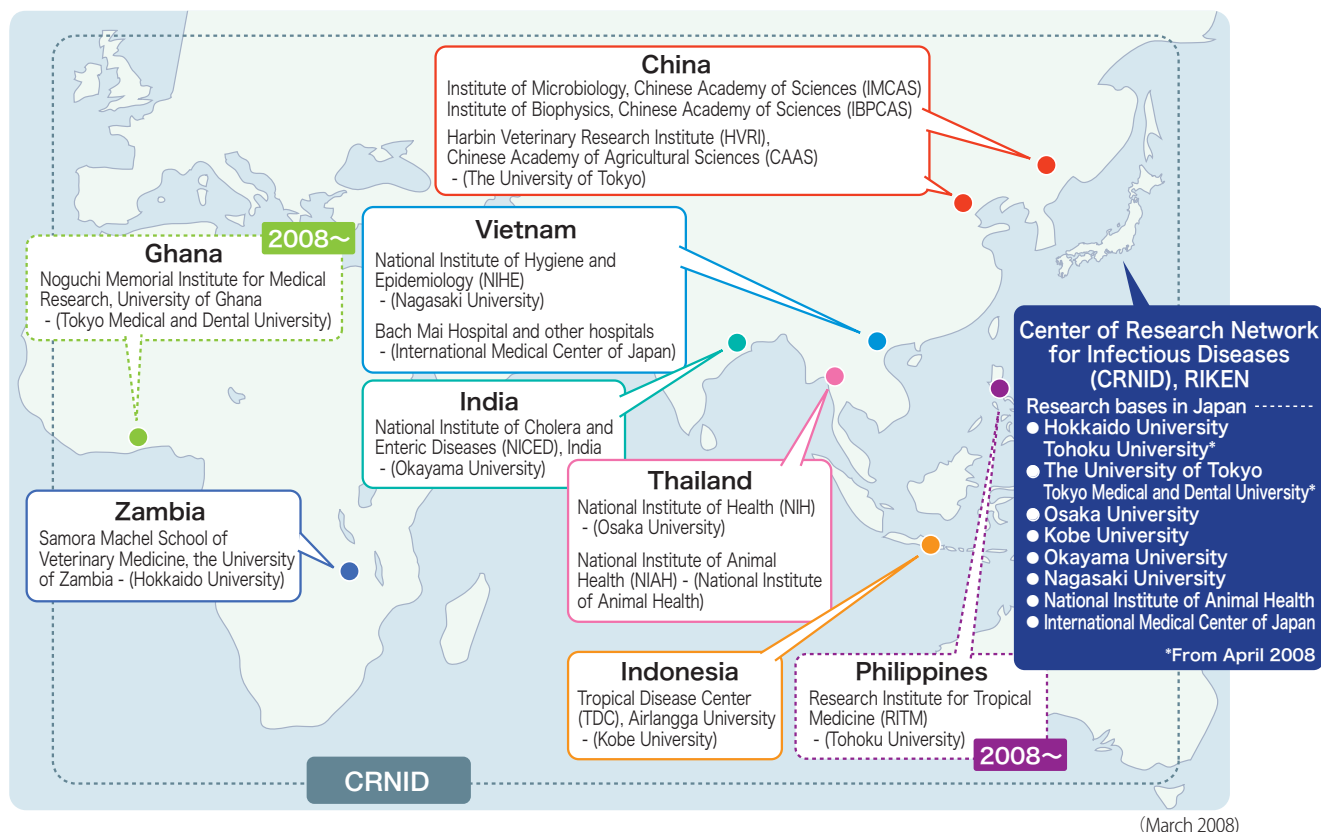 China
Institute of Microbiology, Chinese Academy of Sciences (IMCAS)
Institute of Biophysics, Chinese Academy of Sciences (IBPCAS)
Harbin Veterinary Research Institute (HVRI),
Chinese Academy of Agricultural Sciences (CAAS)
- (The University of Tokyo)
2008～
Ghana
Noguchi Memorial Institute for Medical
Research, University of Ghana
- (Tokyo Medical and Dental University)
Vietnam
National Institute of Hygiene and
Epidemiology (NIHE)
- (Nagasaki University)
Bach Mai Hospital and other hospitals
- (International Medical Center of Japan)
India
National Institute of Cholera and
Enteric Diseases (NICED), India
- (Okayama University)
Zambia
Samora Machel School of
Veterinary Medicine, the University
of Zambia - (Hokkaido University)
Thailand
National Institute of Health (NIH)
- (Osaka University)
National Institute of Animal
Health (NIAH) - (National Institute
of Animal Health)
Indonesia
Tropical Disease Center
(TDC), Airlangga University
- (Kobe University)
Philippines
Research Institute for Tropical
Medicine (RITM)
- (Tohoku University)
2008～
Center of Research Network
for Infectious Diseases
(CRNID), RIKEN
Research bases in Japan
Hokkaido University
Tohoku University*
The University of Tokyo
Tokyo Medical and Dental University*
Osaka University
Kobe University
Okayama University
Nagasaki University
National Institute of Animal Health
International Medical Center of Japan
*From April 2008
CRNID
(March 2008)